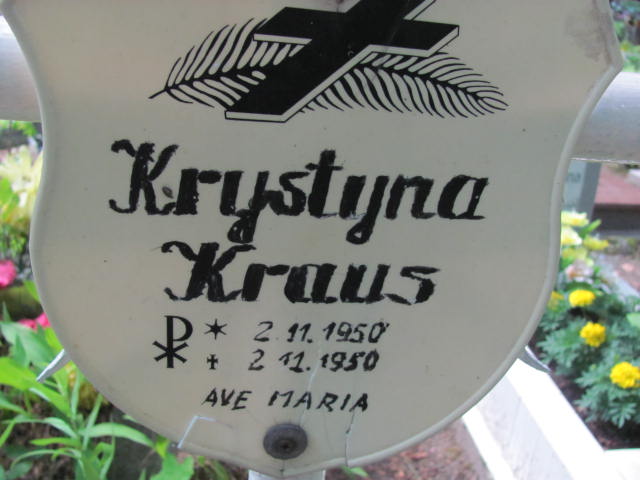 Krystyna
Kraus
☧ * 2.11.1950
✝ 2.11.1950
AVE MARIA